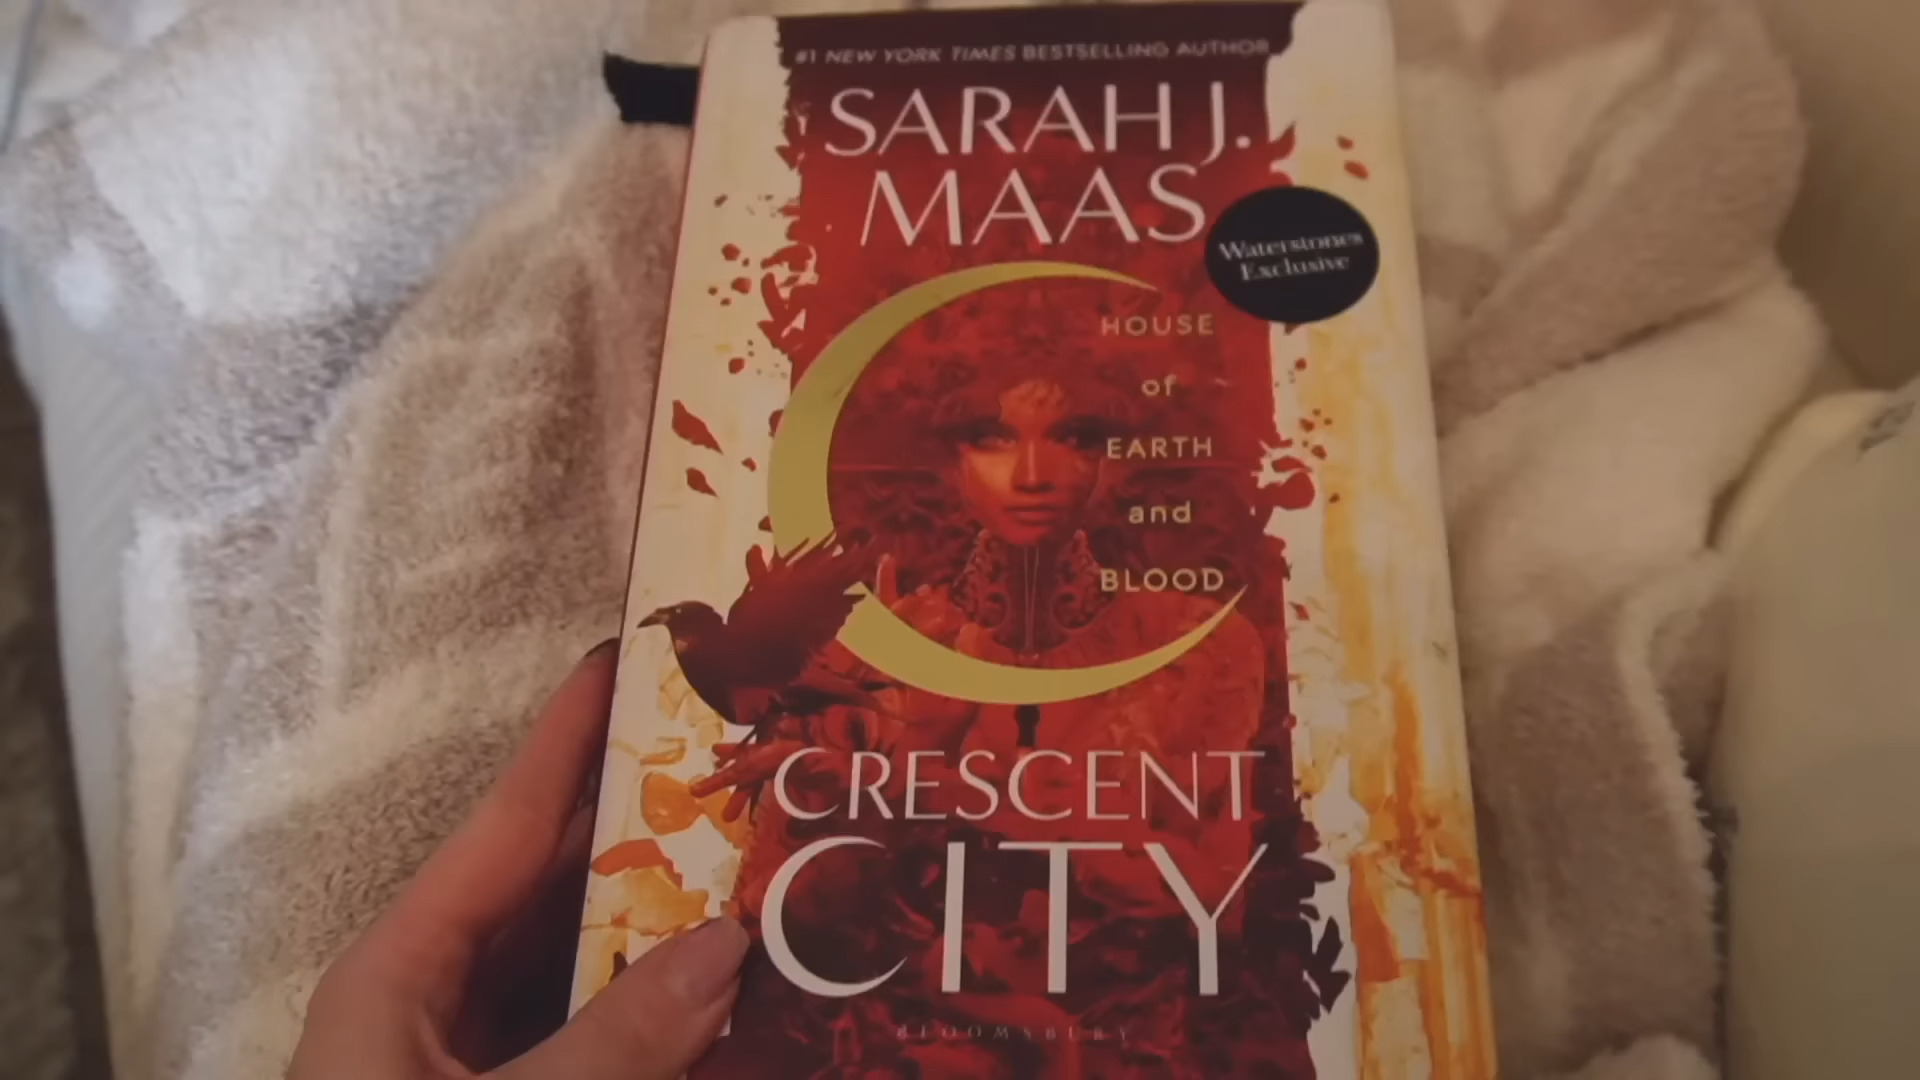 #1 NEW YORK TIMES BESTSELLING AUTHOR
SARAH J.
MAAS
Waterstones
Exclusive
HOUSE
of
EARTH
and
BLOOD
CRESCENT
CITY
BLOOMSBURY